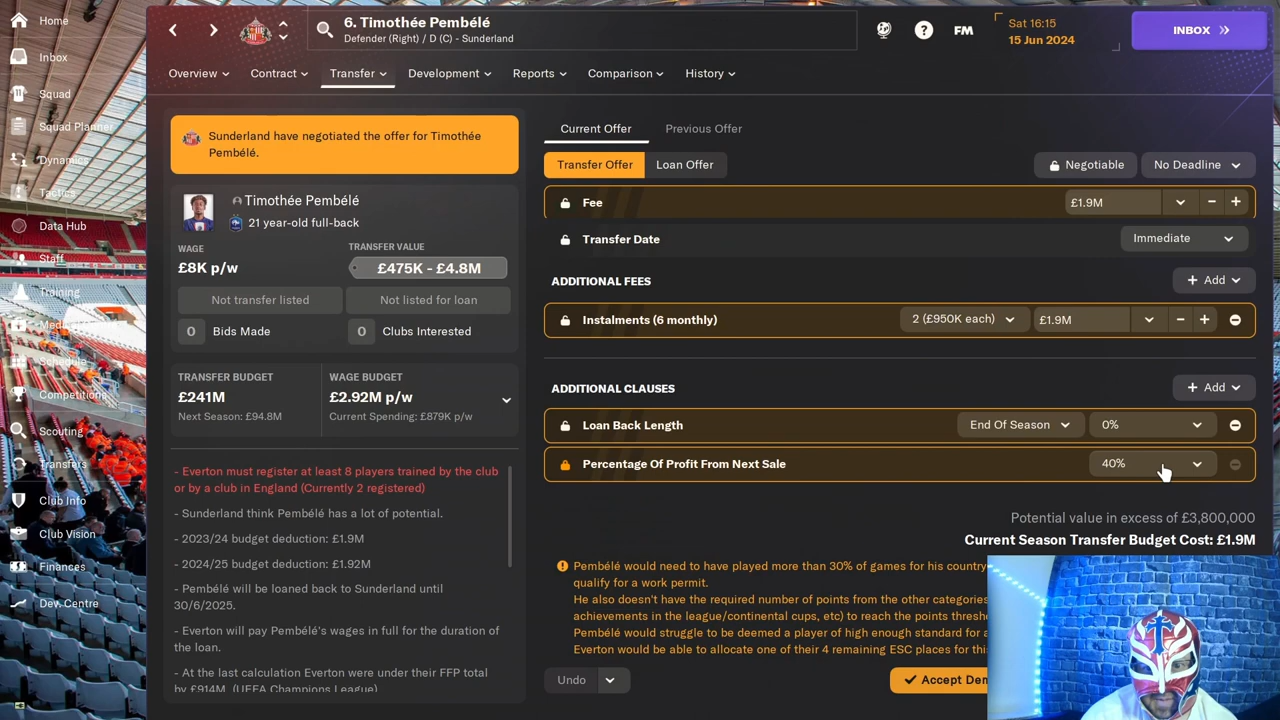 Home
Inbox
Squad
Squad Planner
Dynamics
Tactics
Data Hub
Staff
Training
Schedule
Competitions
Scouting
Transfers
Club Info
Club Vision
Finances
Dev. Centre
6. Timothée Pembélé
Defender (Right) / D (C) - Sunderland
?
FM
Sat 16:15
15 Jun 2024
INBOX
Overview
Contract
Transfer
Development
Reports
Comparison
History
Sunderland have negotiated the offer for Timothée
Pembélé.
Timothée Pembélé
21 year-old full-back
WAGE
TRANSFER VALUE
£8K p/w
£475K - £4.8M
Not transfer listed
Not listed for loan
0 Bids Made
0 Clubs Interested
TRANSFER BUDGET
WAGE BUDGET
£241M
£2.92M p/w
Next Season: £94.8M
Current Spending: £879K p/w
- Everton must register at least 8 players trained by the club
or by a club in England (Currently 2 registered)
- Sunderland think Pembélé has a lot of potential.
- 2023/24 budget deduction: £1.9M
- 2024/25 budget deduction: £1.92M
- Pembélé will be loaned back to Sunderland until
30/6/2025.
- Everton will pay Pembélé's wages in full for the duration of
the loan.
- At the last calculation Everton were under their FFP total
by £914M. (UEFA Champions League)
Current Offer
Previous Offer
Transfer Offer
Loan Offer
Negotiable
No Deadline
Fee
£1.9M
Transfer Date
Immediate
ADDITIONAL FEES
+ Add
Instalments (6 monthly)
2 (£950K each)
£1.9M
ADDITIONAL CLAUSES
+ Add
Loan Back Length
End Of Season
0%
Percentage Of Profit From Next Sale
40%
Potential value in excess of £3,800,000
Current Season Transfer Budget Cost: £1.9M
Pembélé would need to have played more than 30% of games for his country
qualify for a work permit.
He also doesn't have the required number of points from the other categories
achievements in the league/continental cups, etc) to reach the points
Pembélé would struggle to be deemed a player of high enough standard for
Everton would be able to allocate one of their 4 remaining ESC places for
Undo
Accept